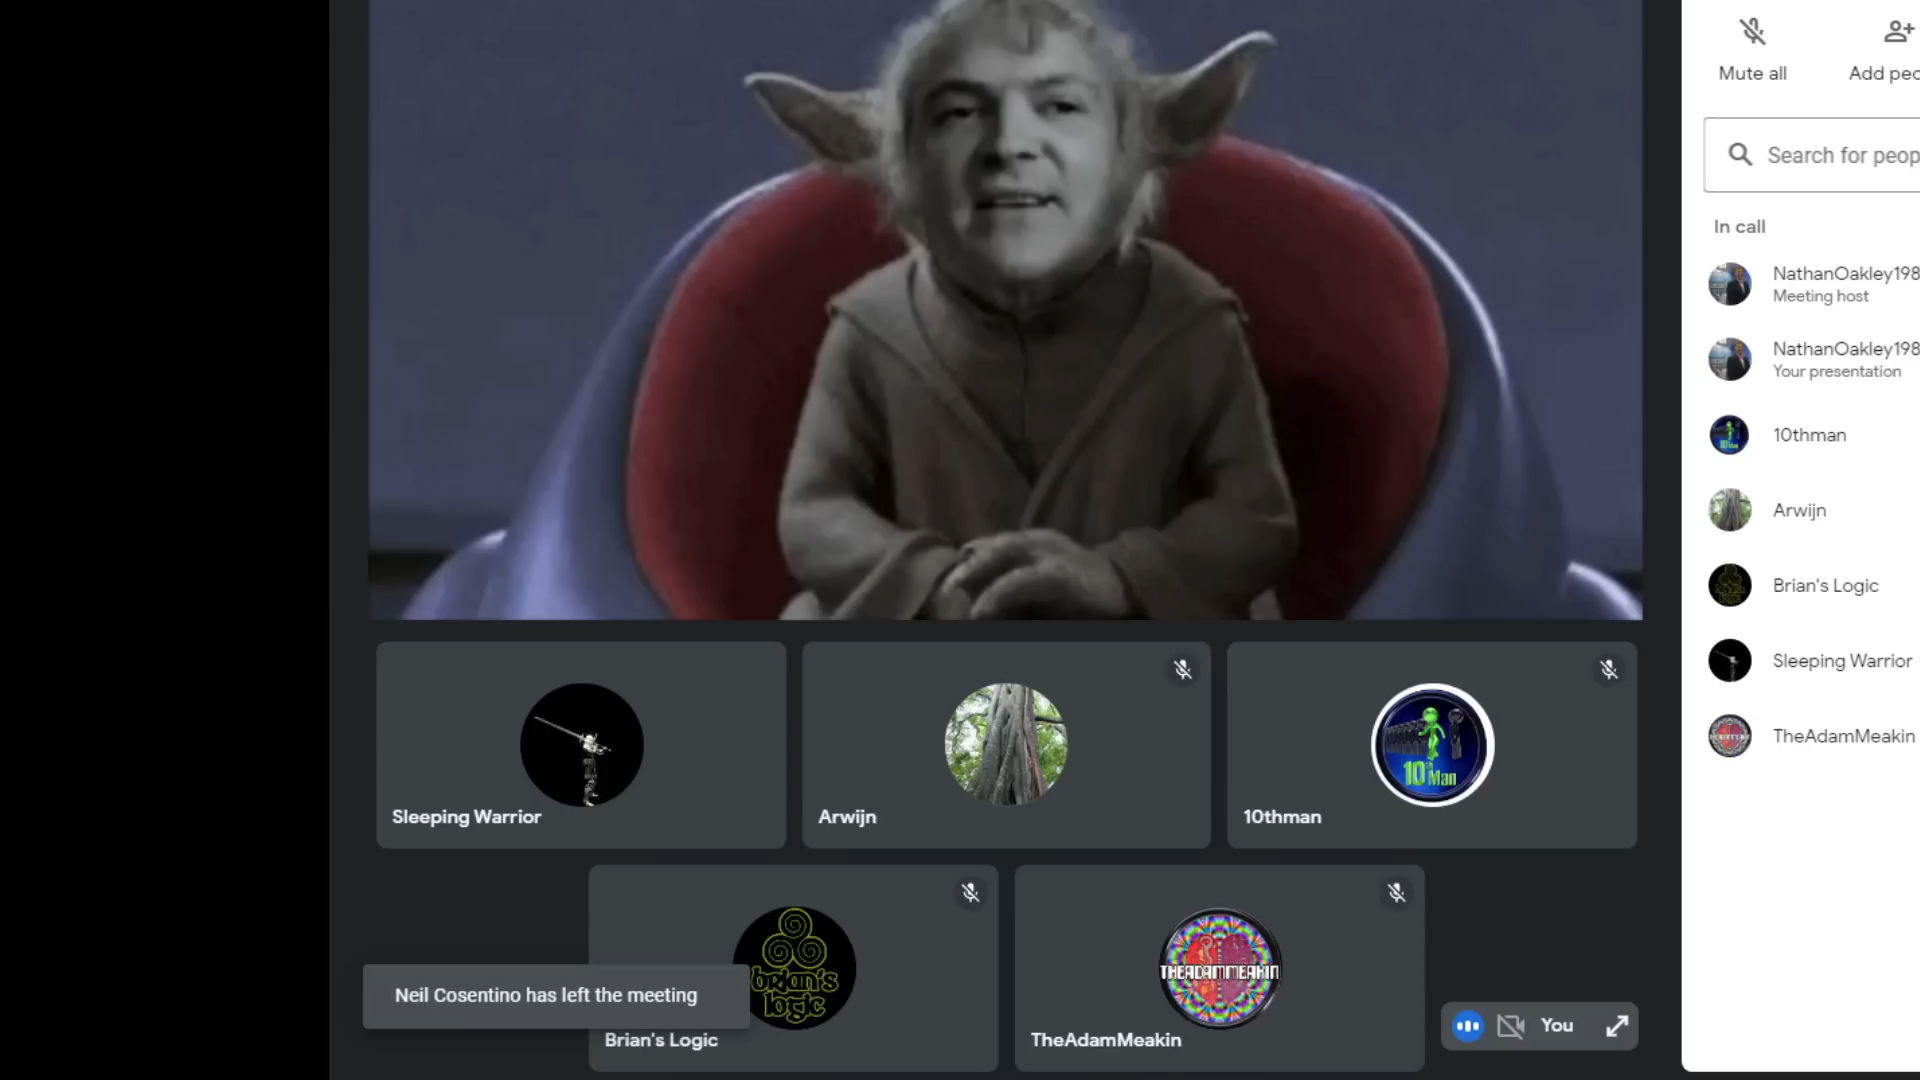 Mute all
Add peo
Search for peop
In call
NathanOakley198
Meeting host
NathanOakley198
Your presentation
10thman
Arwijn
Brian's Logic
Sleeping Warrior
TheAdamMeakin
10th Man
Sleeping Warrior
Arwijn
10thman
brian's
logic
THEADAMMEAKIN
Neil Cosentino has left the meeting
Brian's Logic
TheAdamMeakin
You